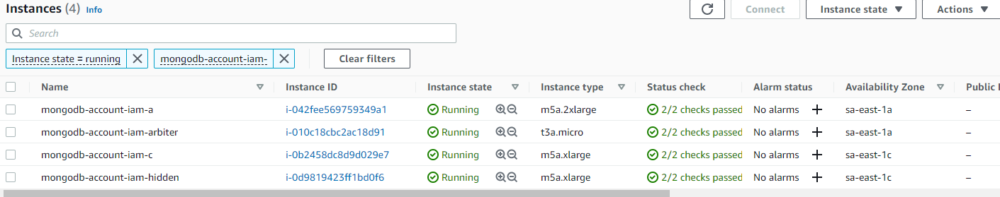 Instances (4) Info
Connect Instance state Actions
Search
Instance state = running mongodb-account-iam- Clear filters
Name Instance ID Instance state Instance type Status check Alarm status Availability Zone Public
mongodb-account-iam-a i-042fee569759349a1 Running m5a.2xlarge 2/2 checks passed No alarms + sa-east-1a –
mongodb-account-iam-arbiter i-010c18cbc2ac18d91 Running t3a.micro 2/2 checks passed No alarms + sa-east-1a –
mongodb-account-iam-c i-0b2458dc8d9d029e7 Running m5a.xlarge 2/2 checks passed No alarms + sa-east-1c –
mongodb-account-iam-hidden i-0d9819423ff1bd0f6 Running m5a.xlarge 2/2 checks passed No alarms + sa-east-1c –